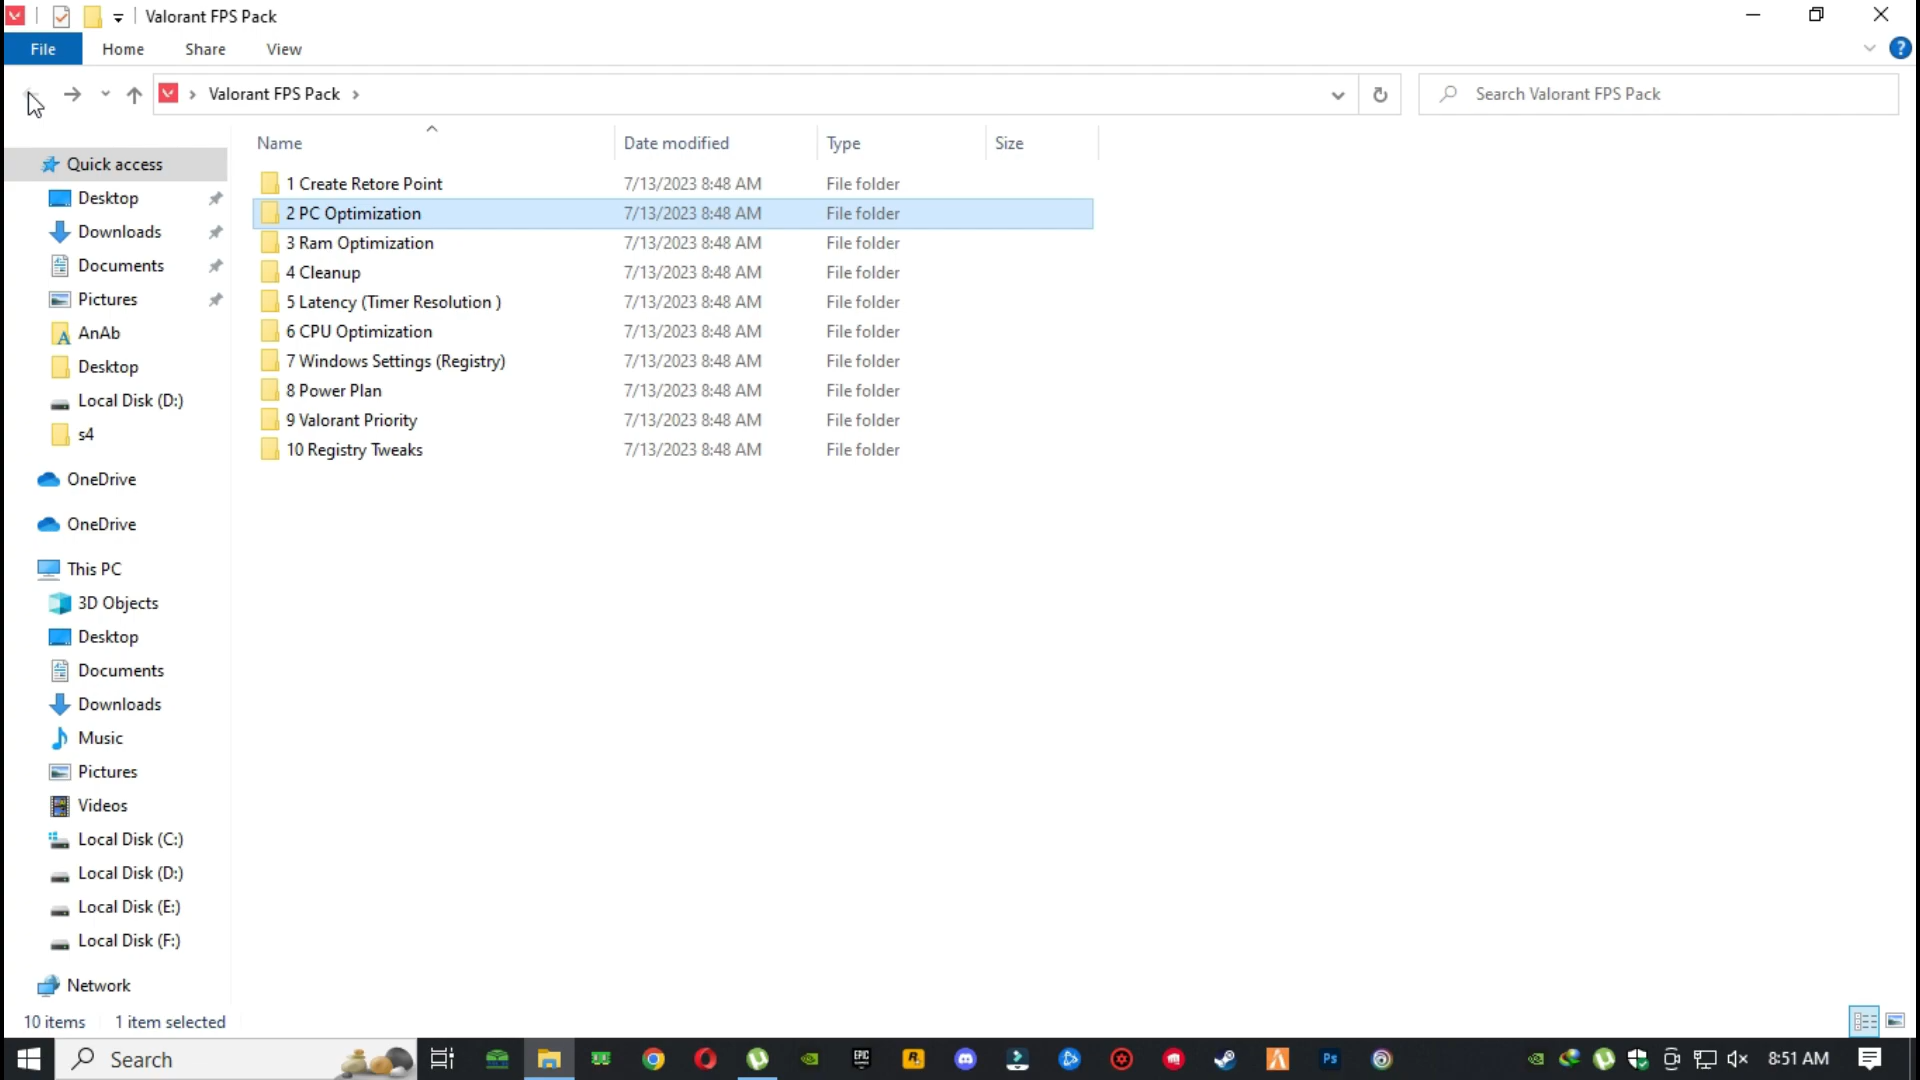 Valorant FPS Pack
File Home Share View
Valorant FPS Pack
Search Valorant FPS Pack
Name Date modified Type Size
1 Create Retore Point 7/13/2023 8:48 AM File folder
2 PC Optimization 7/13/2023 8:48 AM File folder
3 Ram Optimization 7/13/2023 8:48 AM File folder
4 Cleanup 7/13/2023 8:48 AM File folder
5 Latency (Timer Resolution ) 7/13/2023 8:48 AM File folder
6 CPU Optimization 7/13/2023 8:48 AM File folder
7 Windows Settings (Registry) 7/13/2023 8:48 AM File folder
8 Power Plan 7/13/2023 8:48 AM File folder
9 Valorant Priority 7/13/2023 8:48 AM File folder
10 Registry Tweaks 7/13/2023 8:48 AM File folder
Quick access
Desktop
Downloads
Documents
Pictures
AnAb
Desktop
Local Disk (D:)
s4
OneDrive
OneDrive
This PC
3D Objects
Desktop
Documents
Downloads
Music
Pictures
Videos
Local Disk (C:)
Local Disk (D:)
Local Disk (E:)
Local Disk (F:)
Network
10 items 1 item selected
Search
EPIC
R
Ps
8:51 AM